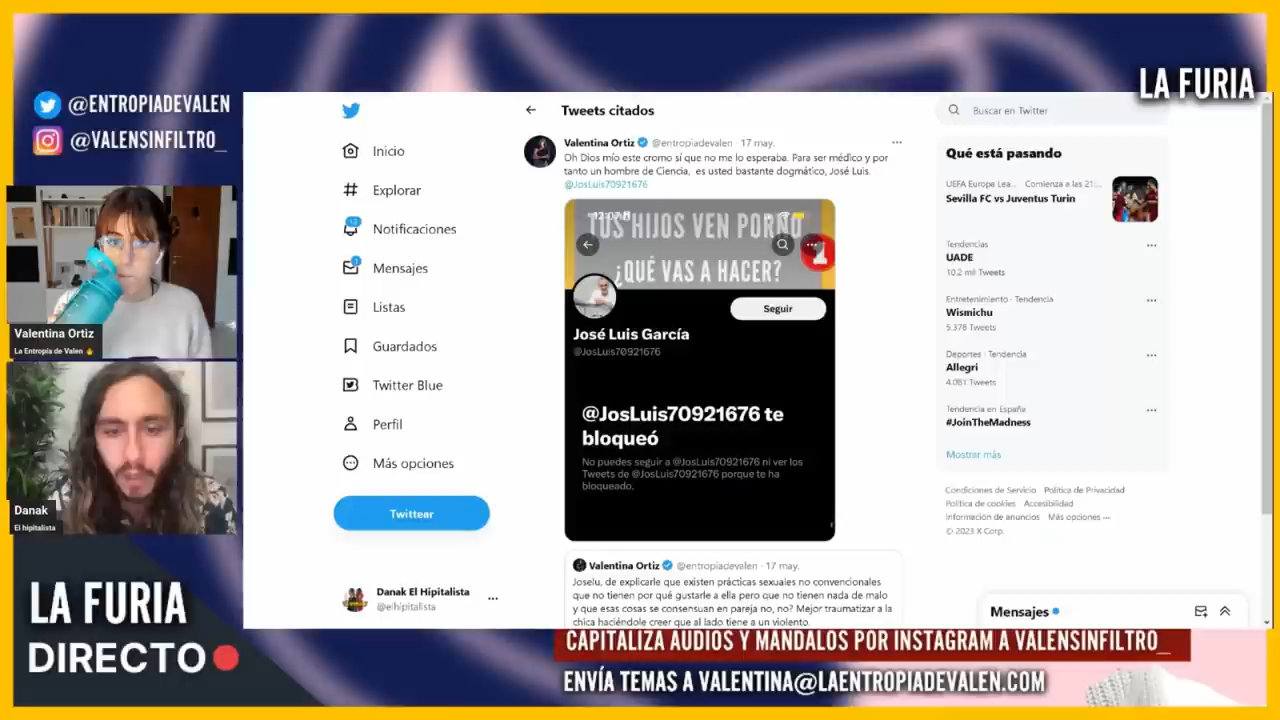 LA FURIA
@ENTROPIADEVALEN
@VALENSINFILTRO_
Valentina Ortiz
La Entropía de Valen
Danak
El hipitalista
LA FURIA
DIRECTO
Inicio
Explorar
12
Notificaciones
1
Mensajes
Listas
Guardados
Twitter Blue
Perfil
Más opciones
Twittear
Danak El Hipitalista
@elhipitalista
Tweets citados
Valentina Ortiz @entropiadevalen · 17 may.
Oh Dios mío este cromo sí que no me lo esperaba. Para ser médico y por
tanto un hombre de Ciencia, es usted bastante dogmático, José Luis.
@JosLuis70921676
12:07
TUS HIJOS VEN PORNO
¿QUÉ VAS A HACER?
Seguir
José Luis García
@JosLuis70921676
@JosLuis70921676 te
bloqueó
No puedes seguir a @JosLuis70921676 ni ver los
Tweets de @JosLuis70921676 porque te ha
bloqueado.
Valentina Ortiz @entropiadevalen · 17 may.
Joselu, de explicarle que existen prácticas sexuales no convencionales
que no tienen por qué gustarle a ella pero que no tienen nada de malo
y que esas cosas se consensuan en pareja no, no? Mejor traumatizar a la
chica haciéndole creer que al lado tiene a un violento.
Buscar en Twitter
Qué está pasando
UEFA Europa Lea... Comienza a las 21:...
Sevilla FC vs Juventus Turín
Tendencias
UADE
10.2 mil Tweets
Entretenimiento · Tendencia
Wismichu
5.378 Tweets
Deportes · Tendencia
Allegri
4.081 Tweets
Tendencia en España
#JoinTheMadness
Mostrar más
Condiciones de Servicio Política de Privacidad
Política de cookies Accesibilidad
Información de anuncios Más opciones ···
© 2023 X Corp.
Mensajes
CAPITALIZA AUDIOS Y MÁNDALOS POR INSTAGRAM A VALENSINFILTRO_
ENVÍA TEMAS A VALENTINA@LAENTROPIADEVALEN.COM